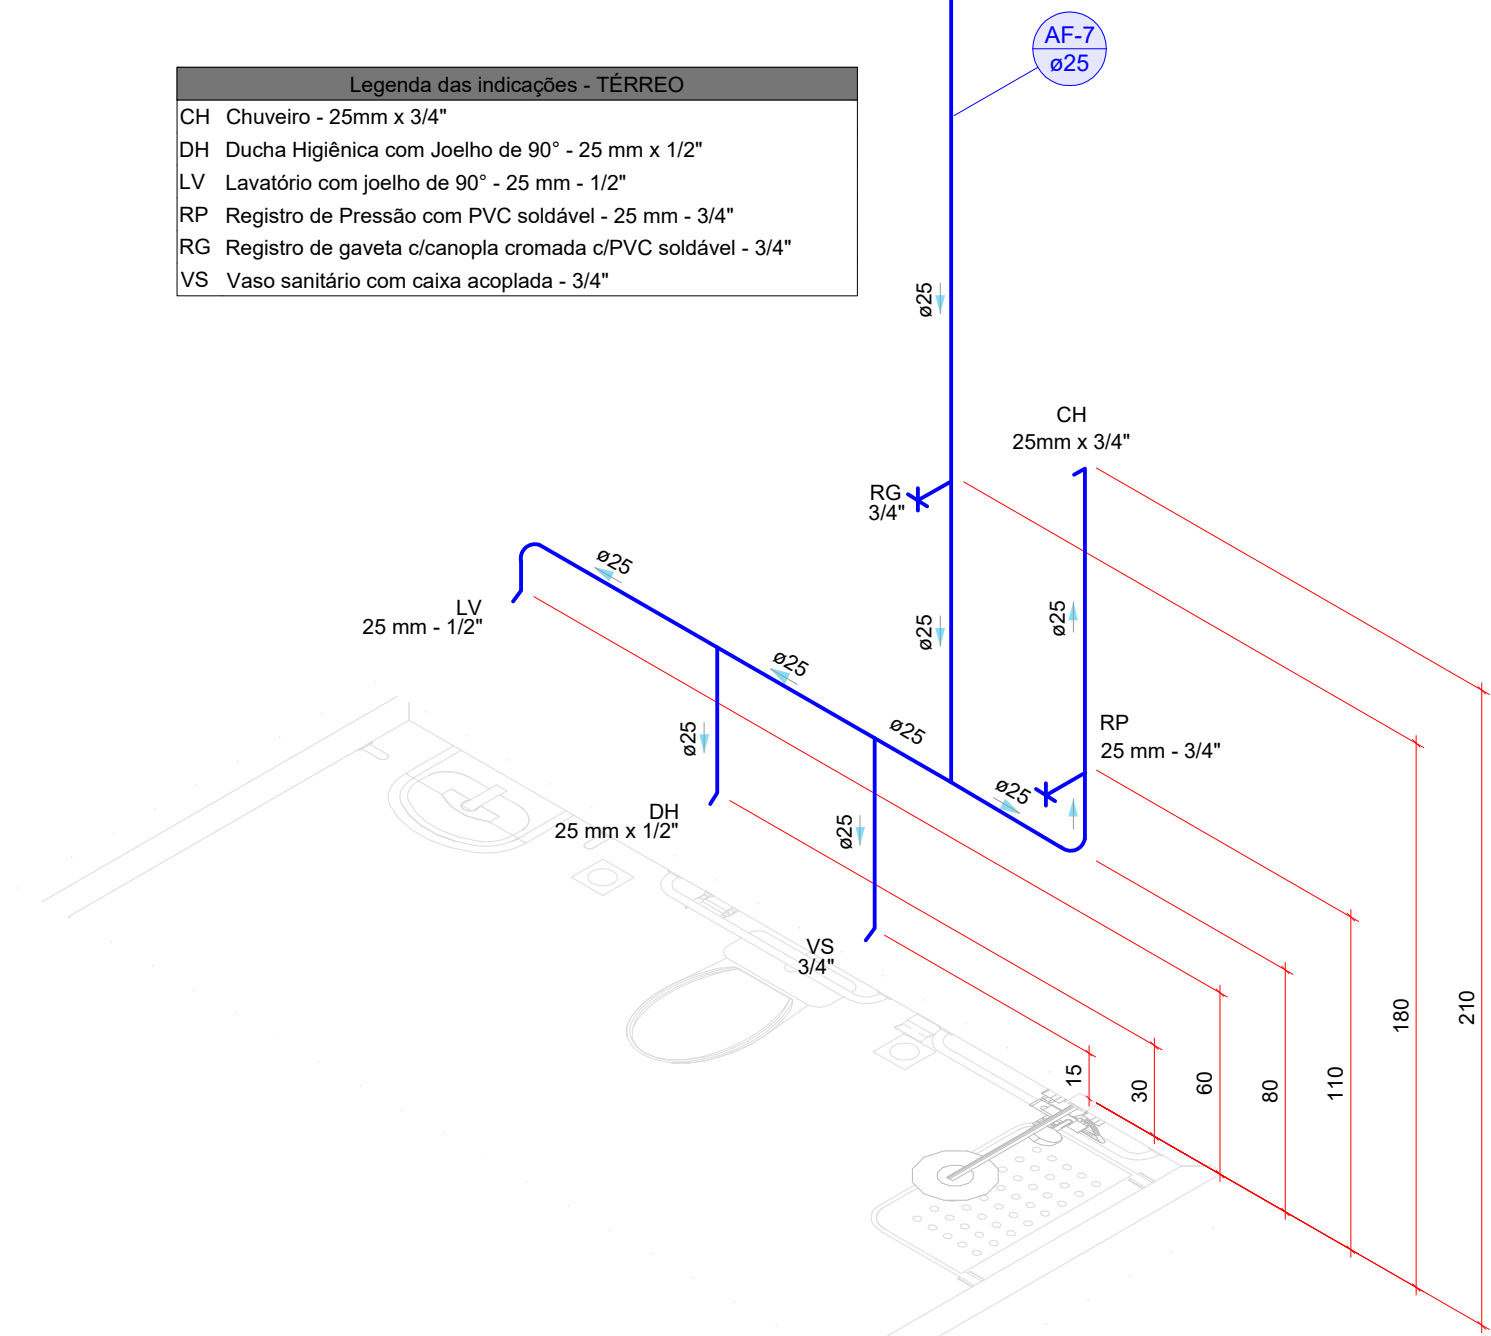 AF-7
ø25
Legenda das indicações - TÉRREO
CH Chuveiro - 25mm x 3/4"
DH Ducha Higiênica com Joelho de 90° - 25 mm x 1/2"
LV Lavatório com joelho de 90° - 25 mm - 1/2"
RP Registro de Pressão com PVC soldável - 25 mm - 3/4"
RG Registro de gaveta c/canopla cromada c/PVC soldável - 3/4"
VS Vaso sanitário com caixa acoplada - 3/4"
ø25
CH
25mm x 3/4"
RG
3/4"
ø25
LV
25 mm - 1/2"
ø25
ø25
ø25
ø25
ø25
RP
25 mm - 3/4"
ø25
DH
25 mm x 1/2"
ø25
VS
3/4"
15
30
60
80
110
180
210